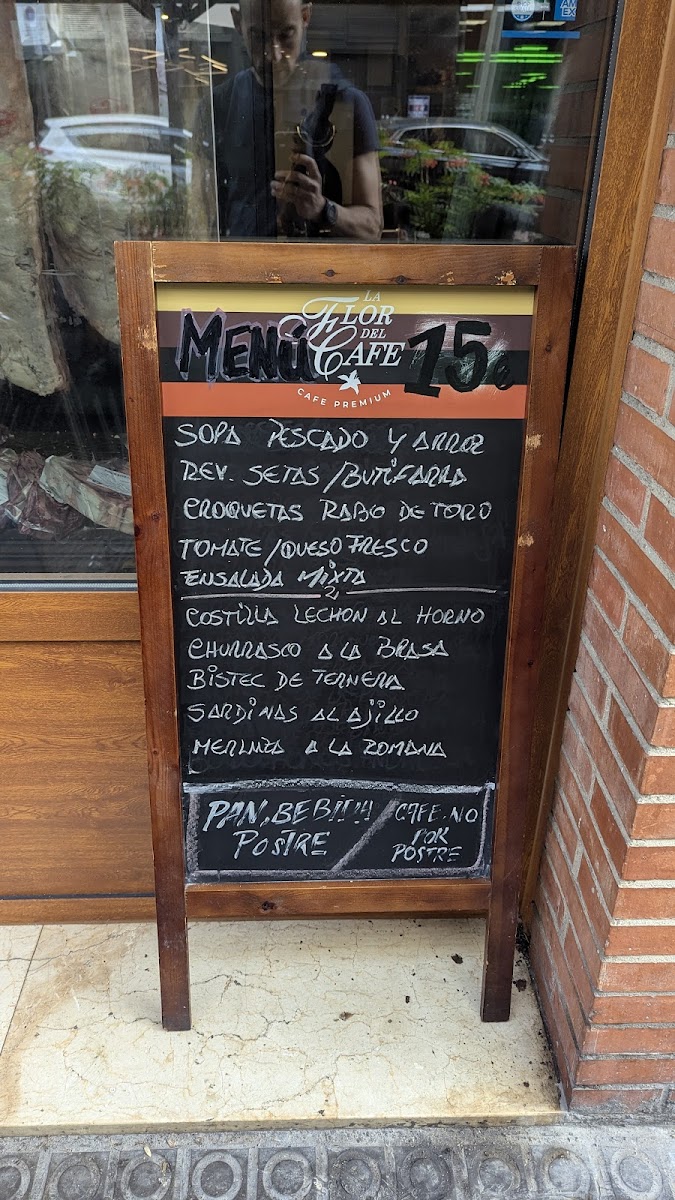 AM
EX
LA
FLOR
DEL
CAFE
CAFE PREMIUM
MENÚ 15€
SOPA PESCADO Y ARROZ
REV. SETAS/BUTIFARRA
CROQUETAS RABO DE TORO
TOMATE/QUESO FRESCO
ENSALADA MIXTA
2
COSTILLA LECHON AL HORNO
CHURRASCO A LA BRASA
BISTEC DE TERNERA
SARDINAS AL AJILLO
MERLUZA A LA ROMANA
PAN, BEBIDA
POSTRE
/ CAFE NO
POR
POSTRE